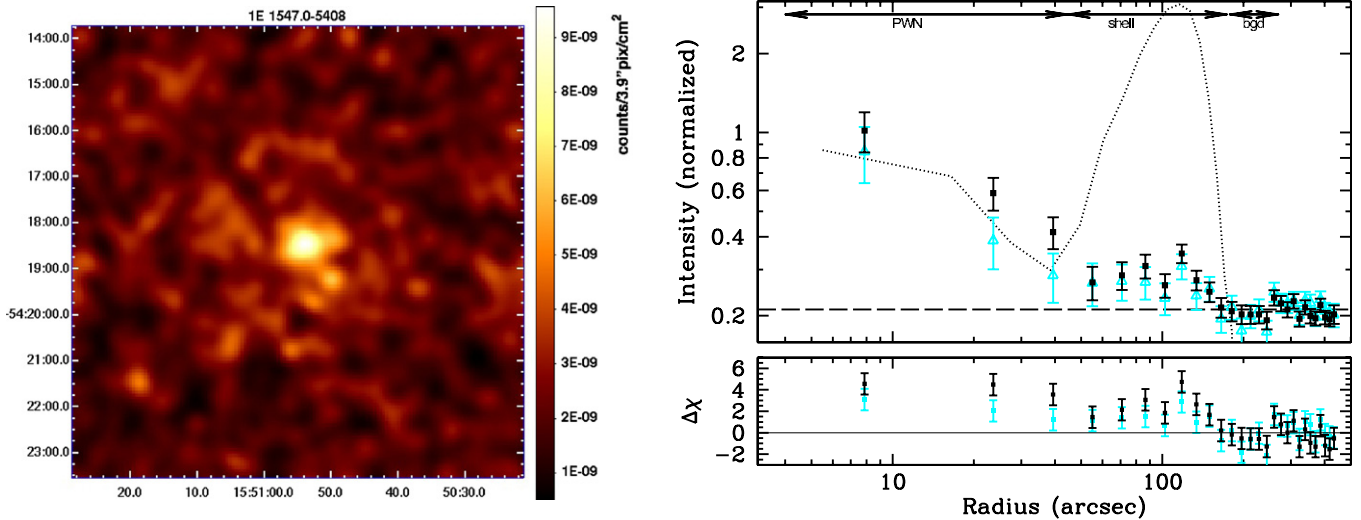 1E 1547.0-5408
14:00.0
15:00.0
16:00.0
17:00.0
18:00.0
19:00.0
-54:20:00.0
21:00.0
22:00.0
23:00.0
20.0 10.0 15:51:00.0 50.0 40.0 50:30.0
9E-09
8E-09
7E-09
6E-09
5E-09
4E-09
3E-09
2E-09
1E-09
counts/3.9"pix/cm²
PWN shell bgd
Intensity (normalized)
2
1
0.8
0.6
0.4
0.2
Δχ
6
4
2
0
−2
10 100
Radius (arcsec)